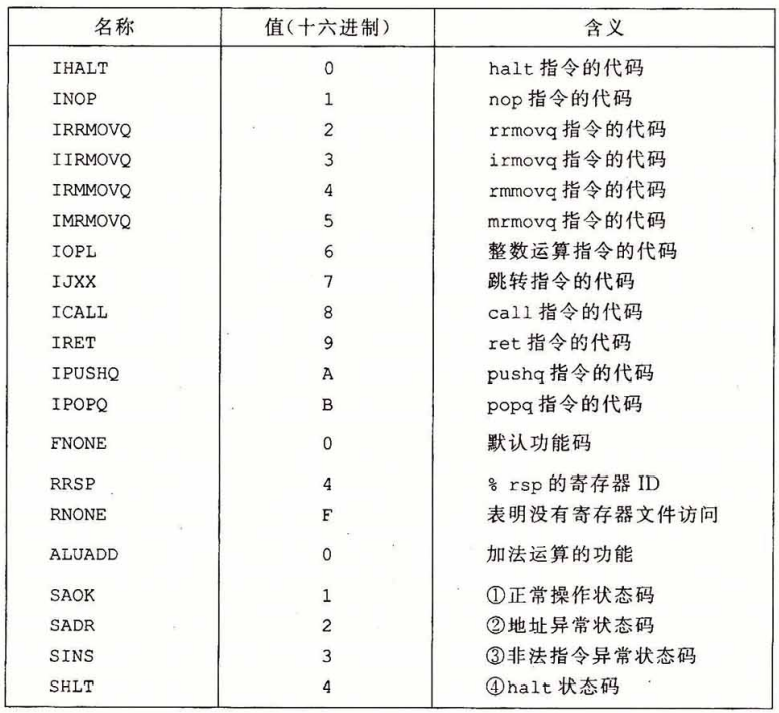 名称 值(十六进制) 含义
IHALT 0 halt 指令的代码
INOP 1 nop 指令的代码
IRRMOVQ 2 rrmovq 指令的代码
IIRMOVQ 3 irmovq 指令的代码
IRMMOVQ 4 rmmovq 指令的代码
IMRMOVQ 5 mrmovq 指令的代码
IOPL 6 整数运算指令的代码
IJXX 7 跳转指令的代码
ICALL 8 call 指令的代码
IRET 9 ret 指令的代码
IPUSHQ A pushq 指令的代码
IPOPQ B popq 指令的代码
FNONE 0 默认功能码
RRSP 4 % rsp 的寄存器 ID
RNONE F 表明没有寄存器文件访问
ALUADD 0 加法运算的功能
SAOK 1 ①正常操作状态码
SADR 2 ②地址异常状态码
SINS 3 ③非法指令异常状态码
SHLT 4 ④halt 状态码